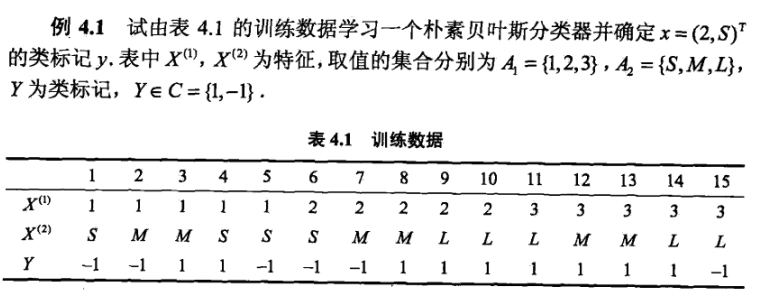 例 4.1 试由表 4.1 的训练数据学习一个朴素贝叶斯分类器并确定 x = (2, S)ᵀ
的类标记 y. 表中 X⁽¹⁾, X⁽²⁾ 为特征, 取值的集合分别为 A₁ = {1,2,3}, A₂ = {S,M,L},
Y 为类标记, Y∈C = {1,-1}.
表 4.1 训练数据
1 2 3 4 5 6 7 8 9 10 11 12 13 14 15
X⁽¹⁾ 1 1 1 1 1 2 2 2 2 2 3 3 3 3 3
X⁽²⁾ S M M S S S M M L L L M M L L
Y -1 -1 1 1 -1 -1 -1 1 1 1 1 1 1 1 -1